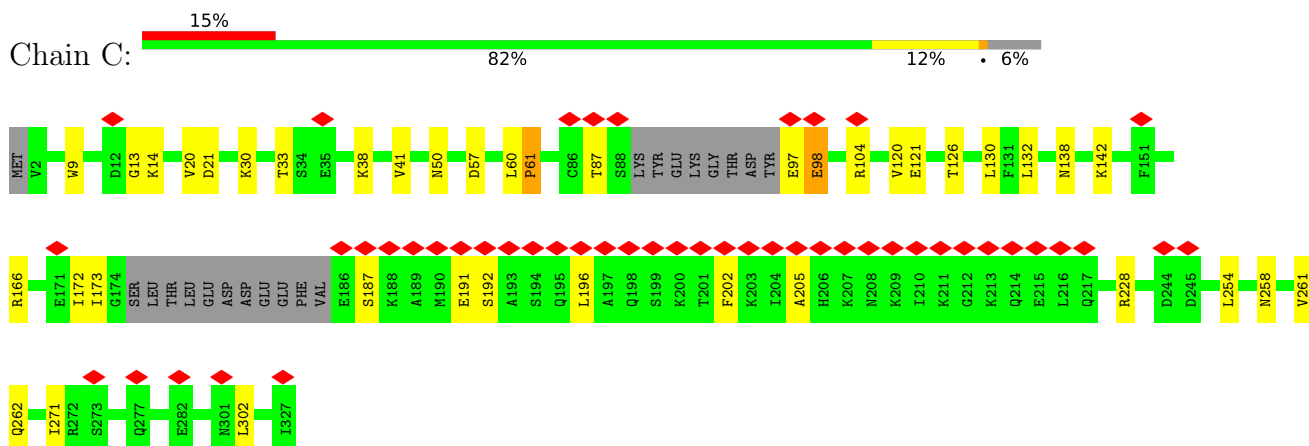 15%
Chain C:
82% 12% • 6%
MET V2 W9 D12 G13 K14 V20 D21 K30 T33 S34 E35 K38 V41 N50 D57 L60 P61 C86 T87 S88 LYS TYR GLU LYS GLY THR ASP TYR E97 E98 R104 V120 E121 T126 L130 F131 L132 N138 K142 F151
R166 E171 I172 I173 G174 SER LEU THR LEU GLU ASP ASP GLU GLU PHE VAL E186 S187 K188 A189 M190 E191 S192 A193 S194 Q195 L196 A197 Q198 S199 K200 T201 F202 K203 I204 A205 H206 K207 N208 K209 I210 K211 G212 K213 Q214 E215 L216 Q217 R228 D244 D245 L254 N258 V261
Q262 I271 R272 S273 Q277 E282 N301 L302 I327